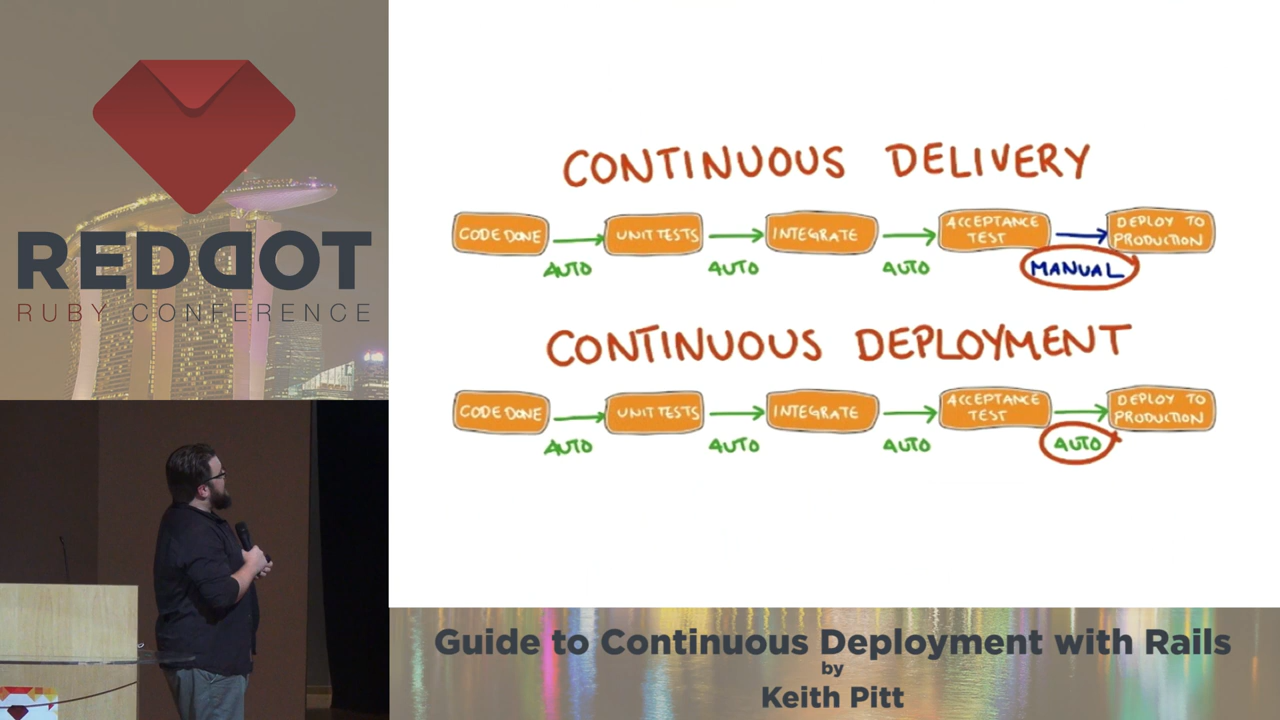 REDDOT
RUBY CONFERENCE
CONTINUOUS DELIVERY
CODE DONE
UNIT TESTS
INTEGRATE
ACCEPTANCE
TEST
DEPLOY TO
PRODUCTION
AUTO
AUTO
AUTO
MANUAL
CONTINUOUS DEPLOYMENT
CODE DONE
UNIT TESTS
INTEGRATE
ACCEPTANCE
TEST
DEPLOY TO
PRODUCTION
AUTO
AUTO
AUTO
AUTO
Guide to Continuous Deployment with Rails
by
Keith Pitt